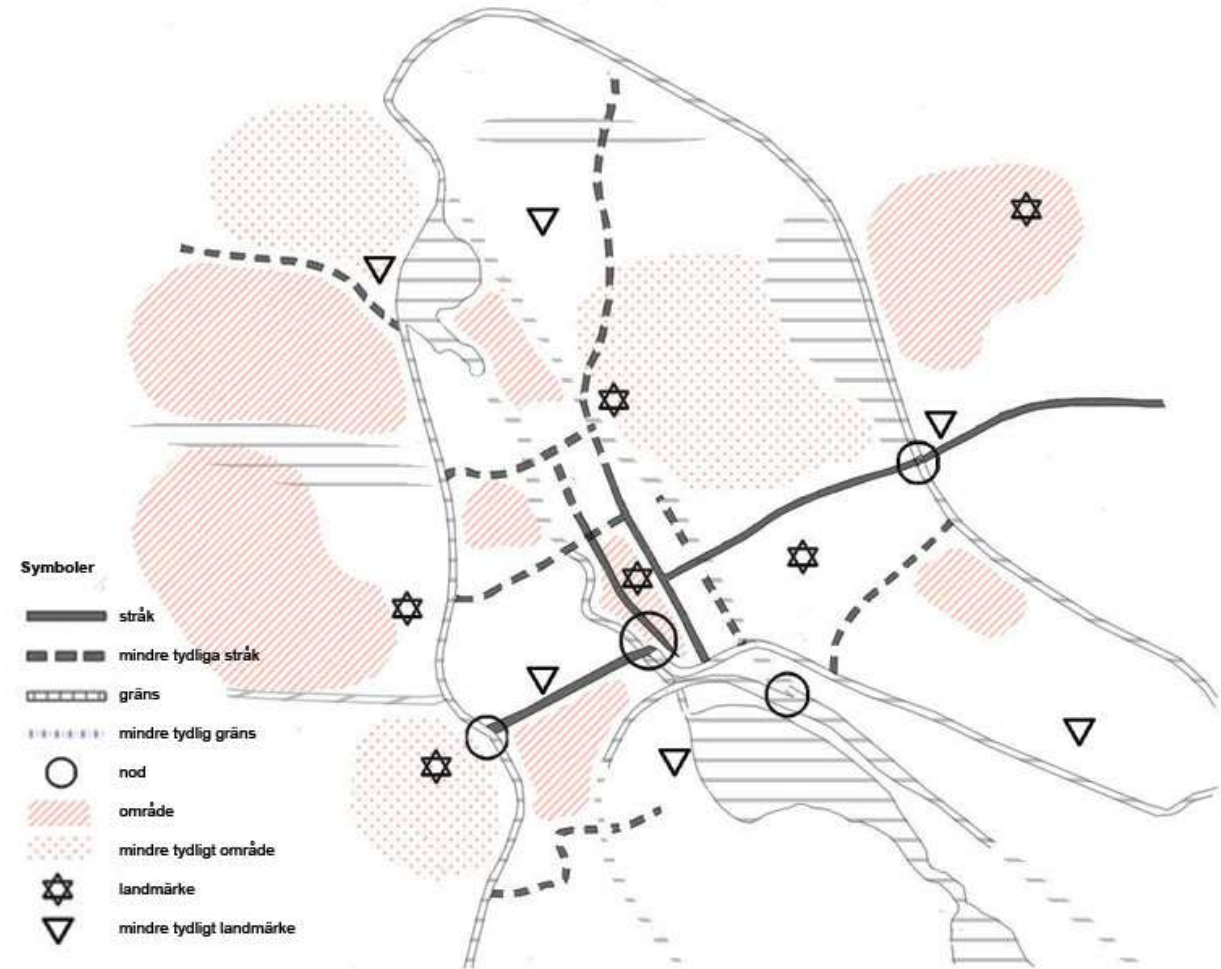 Symboler
stråk
mindre tydliga stråk
gräns
mindre tydlig gräns
nod
område
mindre tydligt område
landmärke
mindre tydligt landmärke